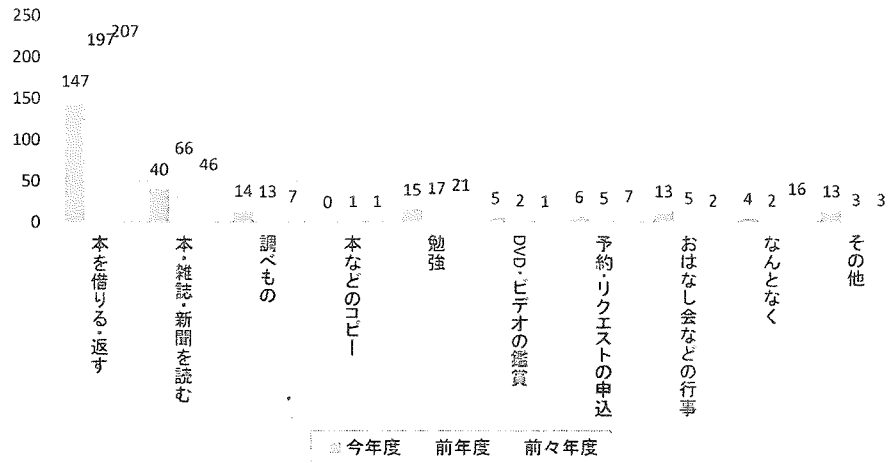 250
200
150
100
50
0
147 197 207
40 66 46
14 13 7
0 1 1
15 17 21
5 2 1
6 5 7
13 5 2
4 2 16
13 3 3
本を借りる・返す
本・雑誌・新聞を読む
調べもの
本などのコピー
勉強
DVD・ビデオの鑑賞
予約・リクエストの申込
おはなし会などの行事
なんとなく
その他
今年度 前年度 前々年度